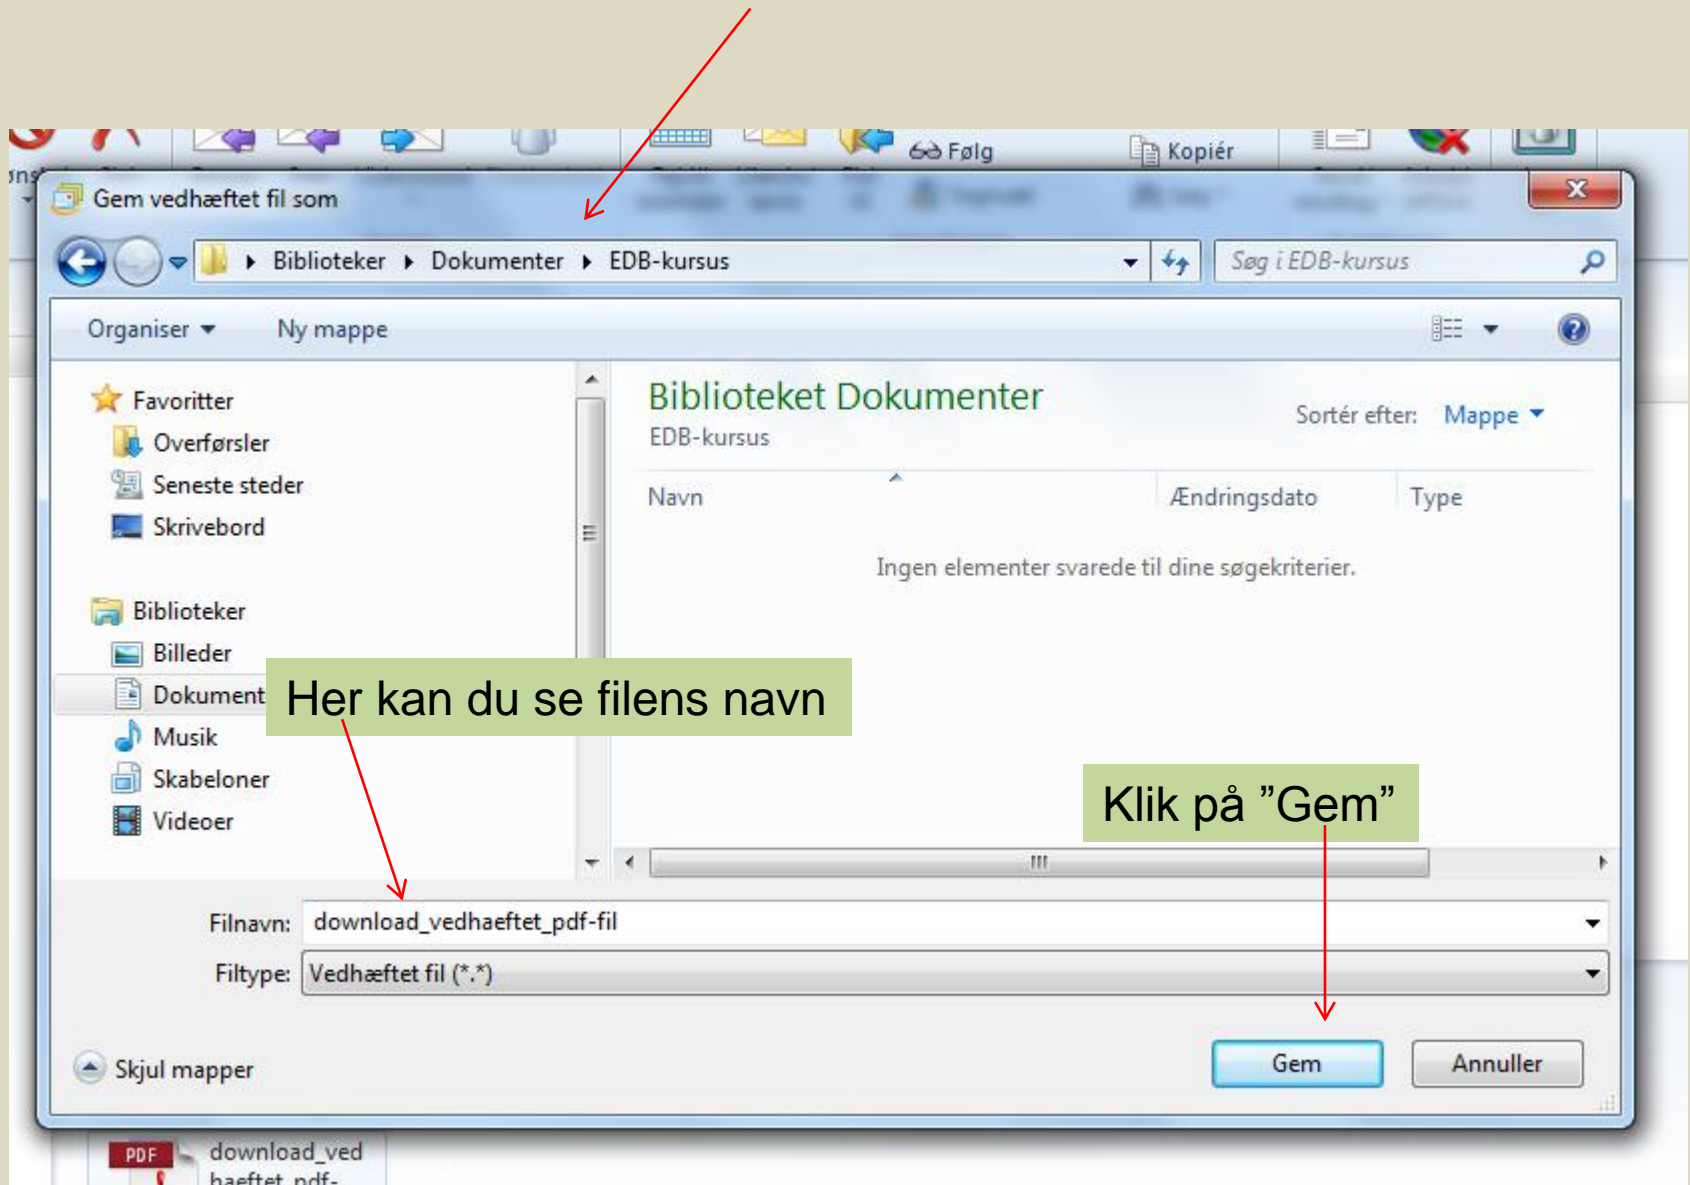 Følg
Kopiér
Gem vedhæftet fil som
Biblioteker Dokumenter EDB-kursus
Søg i EDB-kursus
Organiser Ny mappe
Favoritter
Overførsler
Seneste steder
Skrivebord
Biblioteker
Billeder
Dokument
Musik
Skabeloner
Videoer
Biblioteket Dokumenter
EDB-kursus
Sortér efter: Mappe
Navn Ændringsdato Type
Ingen elementer svarede til dine søgekriterier.
Her kan du se filens navn
Klik på ”Gem”
Filnavn: download_vedhaeftet_pdf-fil
Filtype: Vedhæftet fil (*.*)
Skjul mapper
Gem Annuller
PDF
download_ved
haeftet_pdf-